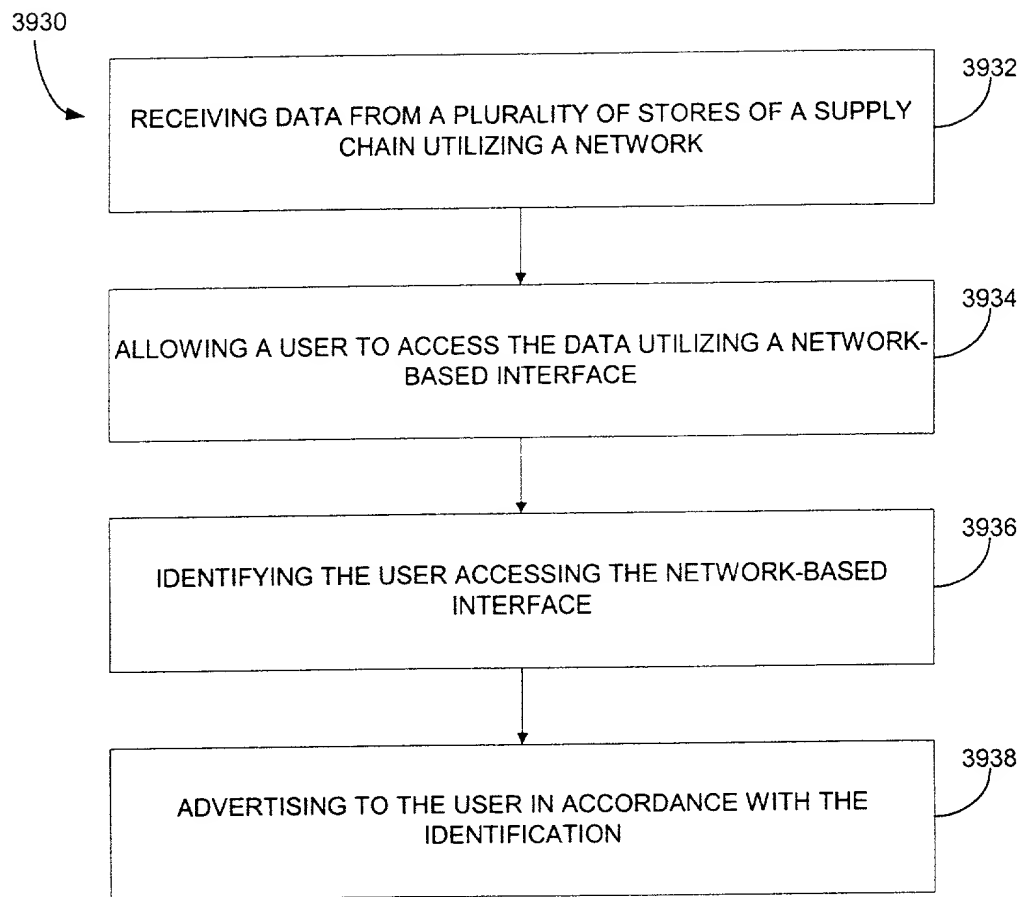 3930
3932
RECEIVING DATA FROM A PLURALITY OF STORES OF A SUPPLY
CHAIN UTILIZING A NETWORK
3934
ALLOWING A USER TO ACCESS THE DATA UTILIZING A NETWORK-
BASED INTERFACE
3936
IDENTIFYING THE USER ACCESSING THE NETWORK-BASED
INTERFACE
3938
ADVERTISING TO THE USER IN ACCORDANCE WITH THE
IDENTIFICATION